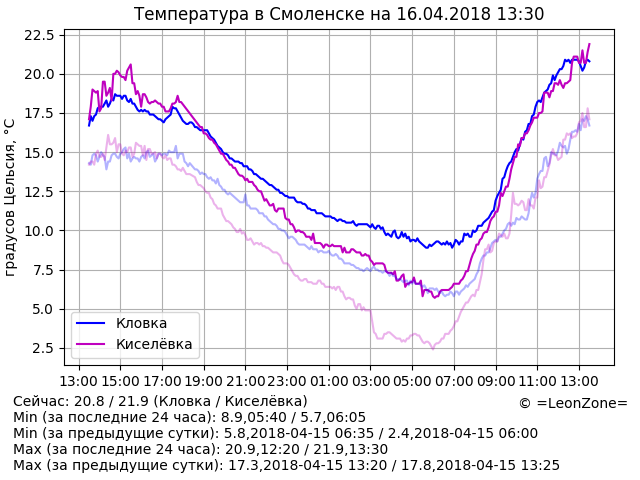 Температура в Смоленске на 16.04.2018 13:30
градусов Цельсия, °C
22.5
20.0
17.5
15.0
12.5
10.0
7.5
5.0
2.5
Кловка
Киселёвка
13:00 15:00 17:00 19:00 21:00 23:00 01:00 03:00 05:00 07:00 09:00 11:00 13:00
Сейчас: 20.8 / 21.9 (Кловка / Киселёвка)
© =LeonZone=
Min (за последние 24 часа): 8.9,05:40 / 5.7,06:05
Min (за предыдущие сутки): 5.8,2018-04-15 06:35 / 2.4,2018-04-15 06:00
Max (за последние 24 часа): 20.9,12:20 / 21.9,13:30
Max (за предыдущие сутки): 17.3,2018-04-15 13:20 / 17.8,2018-04-15 13:25